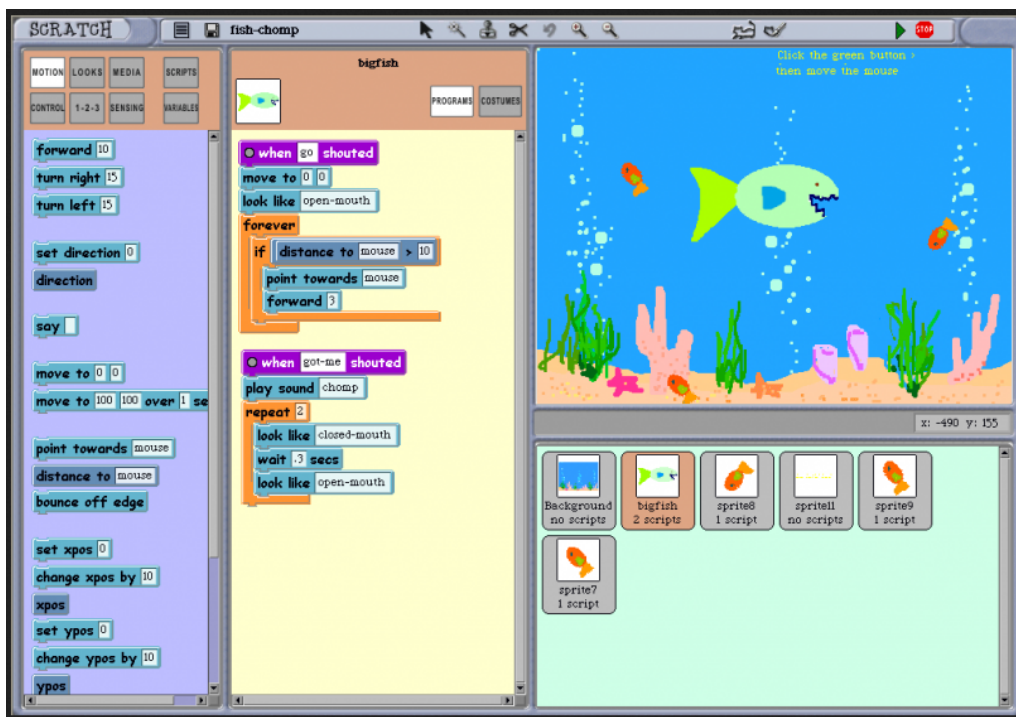 SCRATCH
fish-chomp
STOP
MOTION LOOKS MEDIA SCRIPTS
CONTROL 1-2-3 SENSING VARIABLES
forward 10
turn right 15
turn left 15
set direction 0
direction
say
move to 0 0
move to 100 100 over 1 se
point towards mouse
distance to mouse
bounce off edge
set xpos 0
change xpos by 10
xpos
set ypos 0
change ypos by 10
ypos
bigfish
PROGRAMS COSTUMES
when go shouted
move to 0 0
look like open-mouth
forever
if distance to mouse > 10
point towards mouse
forward 3
when got-me shouted
play sound chomp
repeat 2
look like closed-mouth
wait .3 secs
look like open-mouth
Click the green button >
then move the mouse
x: -490 y: 155
Background
no scripts
bigfish
2 scripts
sprite8
1 script
sprite11
no scripts
sprite9
1 script
sprite7
1 script